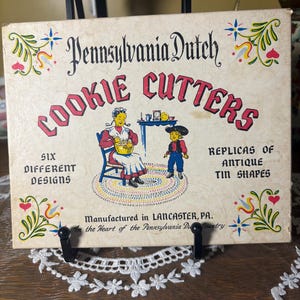 Pennsylvania Dutch
COOKIE CUTTERS
SIX
DIFFERENT
DESIGNS
REPLICAS OF
ANTIQUE
TIN SHAPES
Manufactured in LANCASTER, PA.
in the Heart of the Pennsylvania Dutch Country